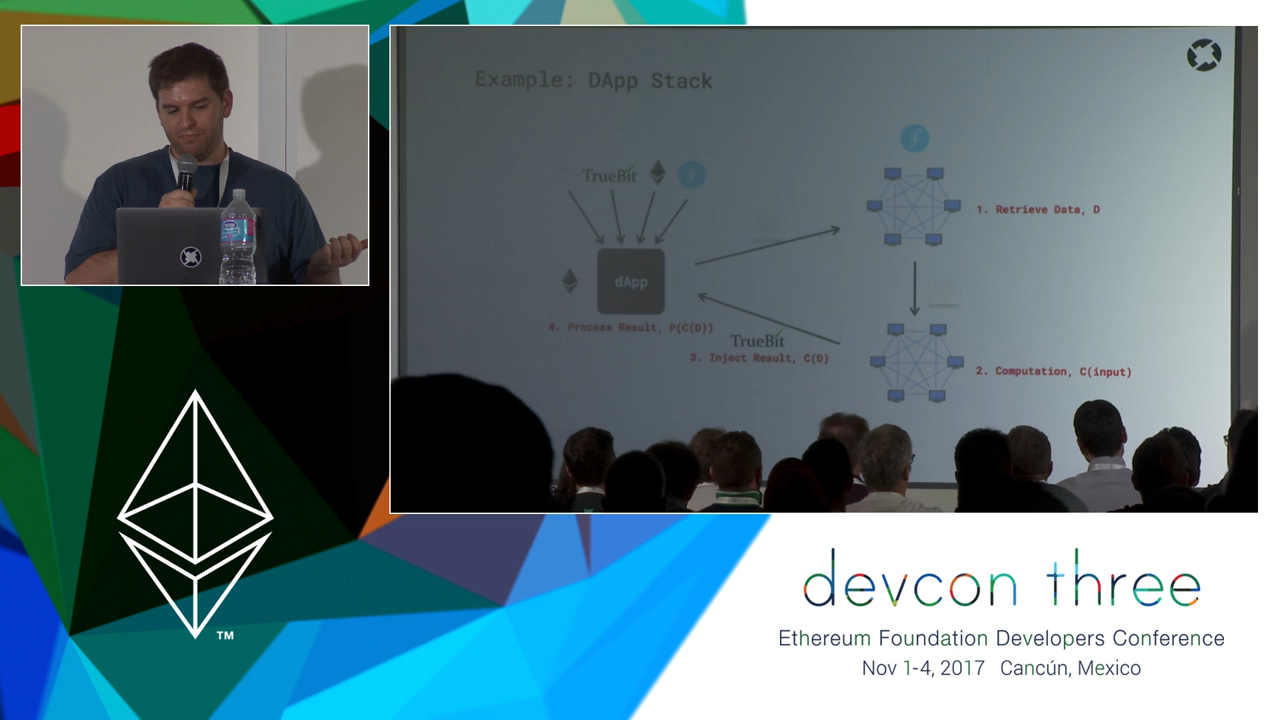 Example: DApp Stack
TrueBit
1. Retrieve Data, D
dApp
4. Process Result, P(C(D))
TrueBit
3. Inject Result, C(D)
2. Computation, C(input)
TM
devcon three
Ethereum Foundation Developers Conference
Nov 1-4, 2017 Cancún, Mexico